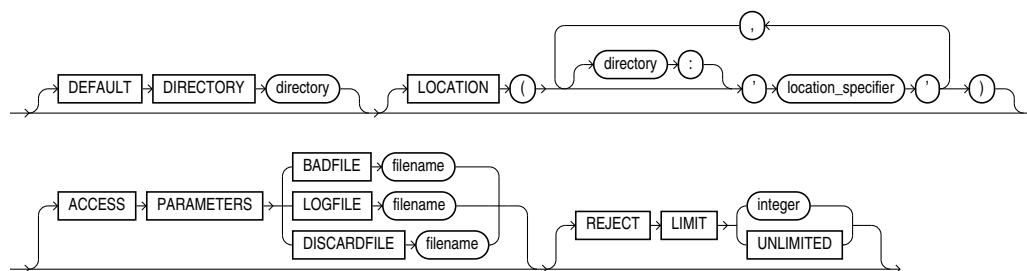 ,
directory :
DEFAULT DIRECTORY directory LOCATION ( ' location_specifier ' )
BADFILE filename
ACCESS PARAMETERS LOGFILE filename REJECT LIMIT integer
DISCARDFILE filename UNLIMITED